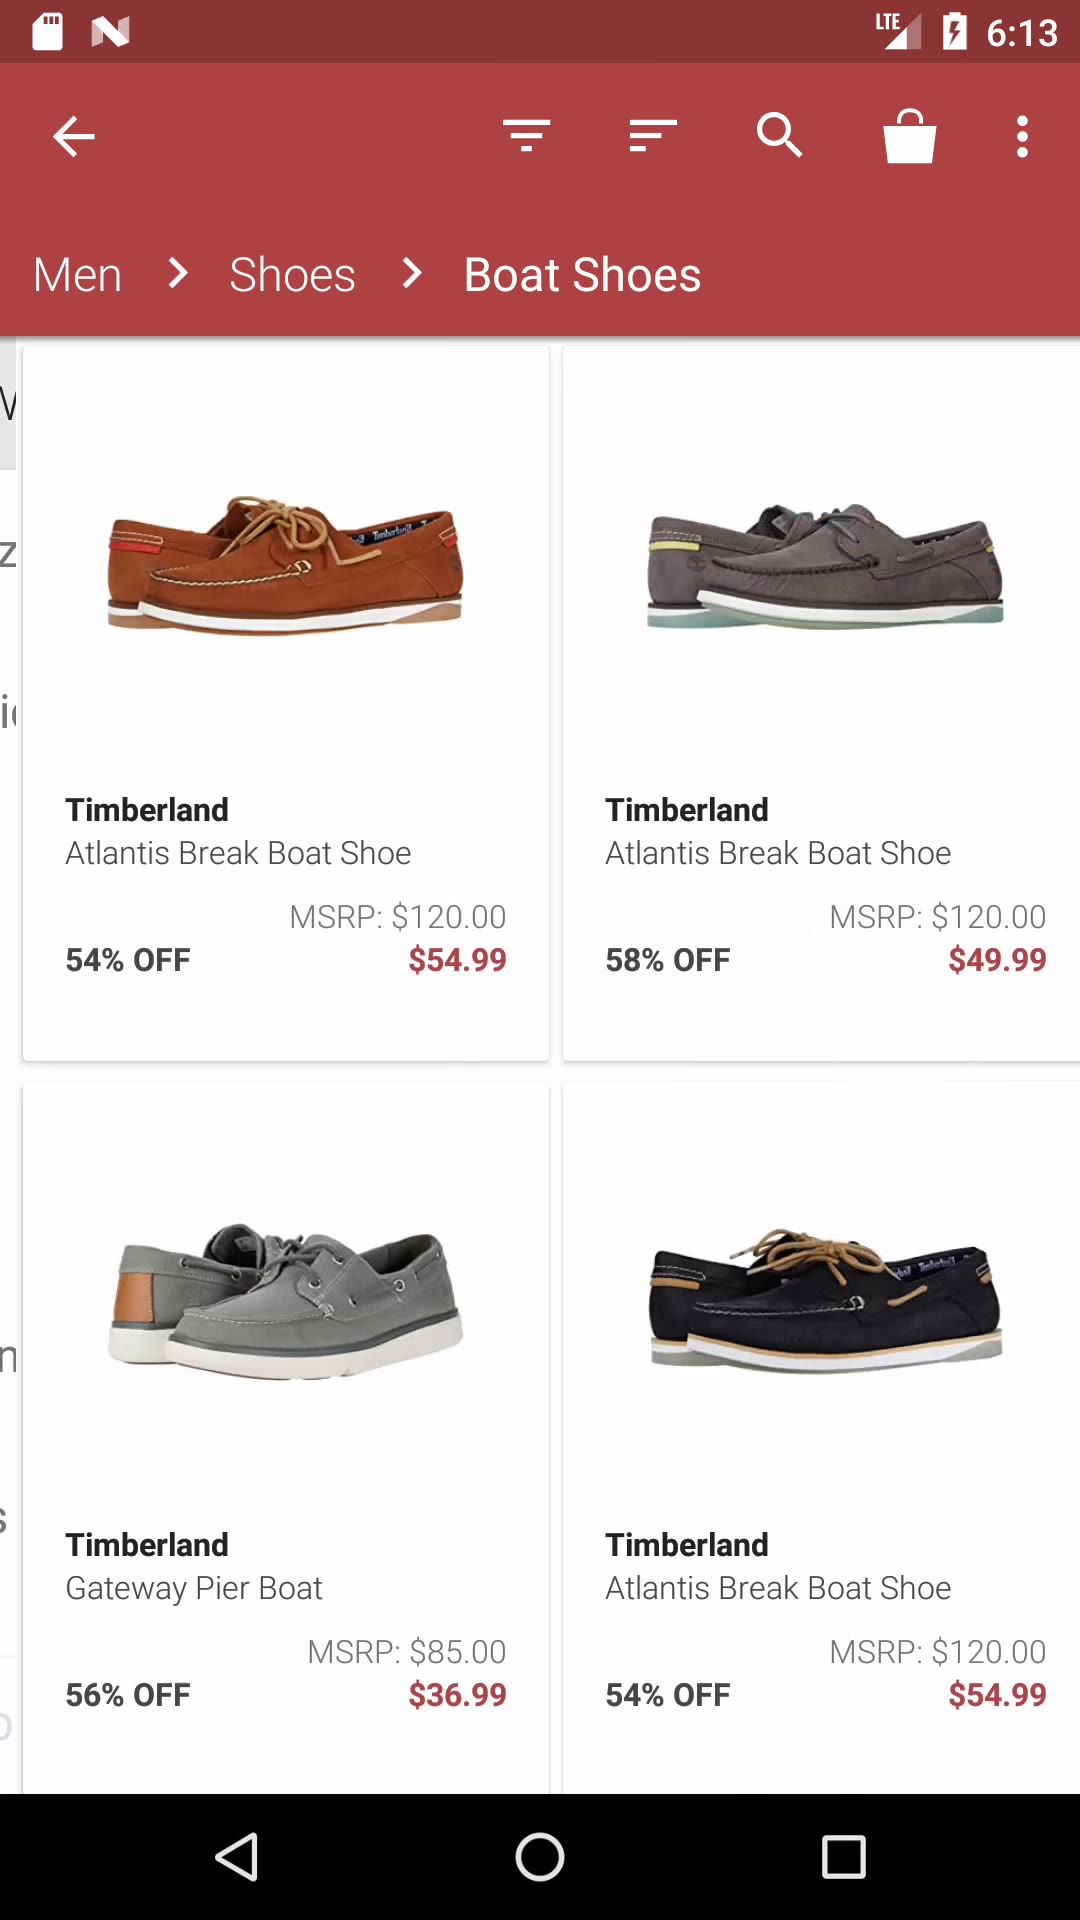 LTE 6:13
Men Shoes Boat Shoes
Timberland
Atlantis Break Boat Shoe
MSRP: $120.00
54% OFF $54.99
Timberland
Atlantis Break Boat Shoe
MSRP: $120.00
58% OFF $49.99
Timberland
Gateway Pier Boat
MSRP: $85.00
56% OFF $36.99
Timberland
Atlantis Break Boat Shoe
MSRP: $120.00
54% OFF $54.99